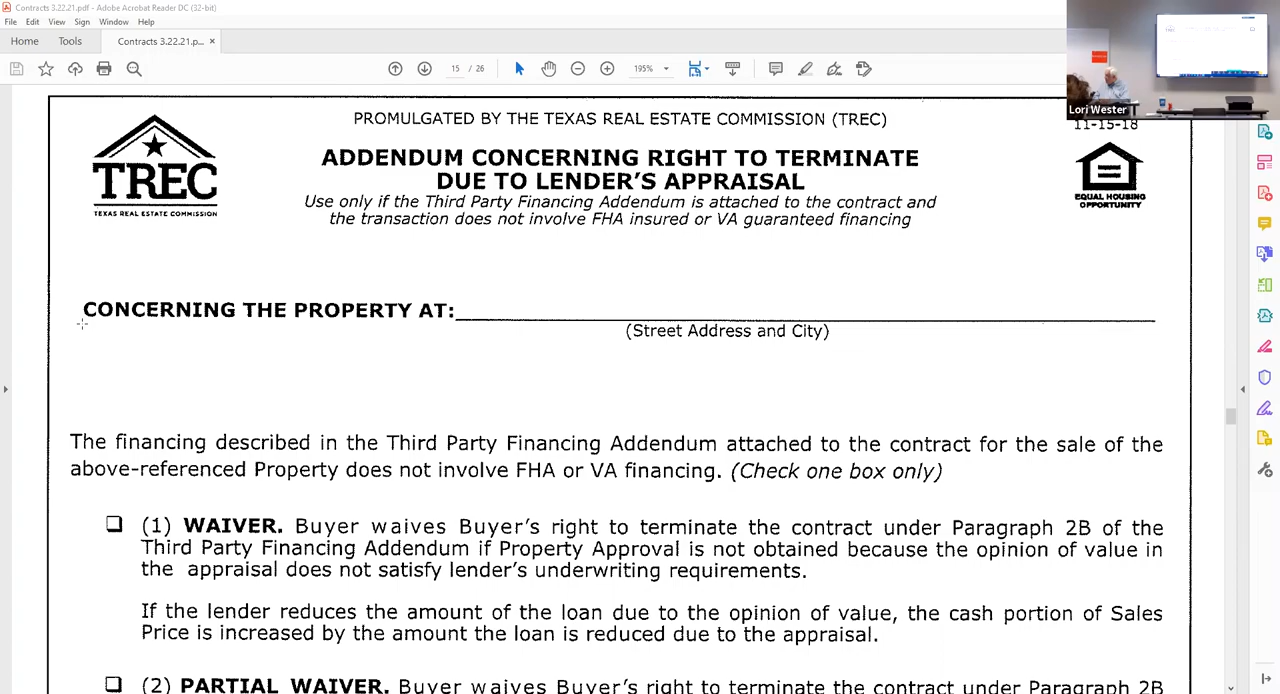 Contracts 3.22.21.pdf - Adobe Acrobat Reader DC (32-bit)
File Edit View Sign Window Help
Home Tools Contracts 3.22.21.p... ×
15 / 26 195%
Lori Wester
PROMULGATED BY THE TEXAS REAL ESTATE COMMISSION (TREC)
11-15-18
TREC
TEXAS REAL ESTATE COMMISSION
ADDENDUM CONCERNING RIGHT TO TERMINATE
DUE TO LENDER'S APPRAISAL
Use only if the Third Party Financing Addendum is attached to the contract and
the transaction does not involve FHA insured or VA guaranteed financing
EQUAL HOUSING
OPPORTUNITY
CONCERNING THE PROPERTY AT:
(Street Address and City)
The financing described in the Third Party Financing Addendum attached to the contract for the sale of the
above-referenced Property does not involve FHA or VA financing. (Check one box only)
(1) WAIVER. Buyer waives Buyer's right to terminate the contract under Paragraph 2B of the
Third Party Financing Addendum if Property Approval is not obtained because the opinion of value in
the appraisal does not satisfy lender's underwriting requirements.
If the lender reduces the amount of the loan due to the opinion of value, the cash portion of Sales
Price is increased by the amount the loan is reduced due to the appraisal.
(2) PARTIAL WAIVER. Buyer waives Buyer's right to terminate the contract under Paragraph 2B